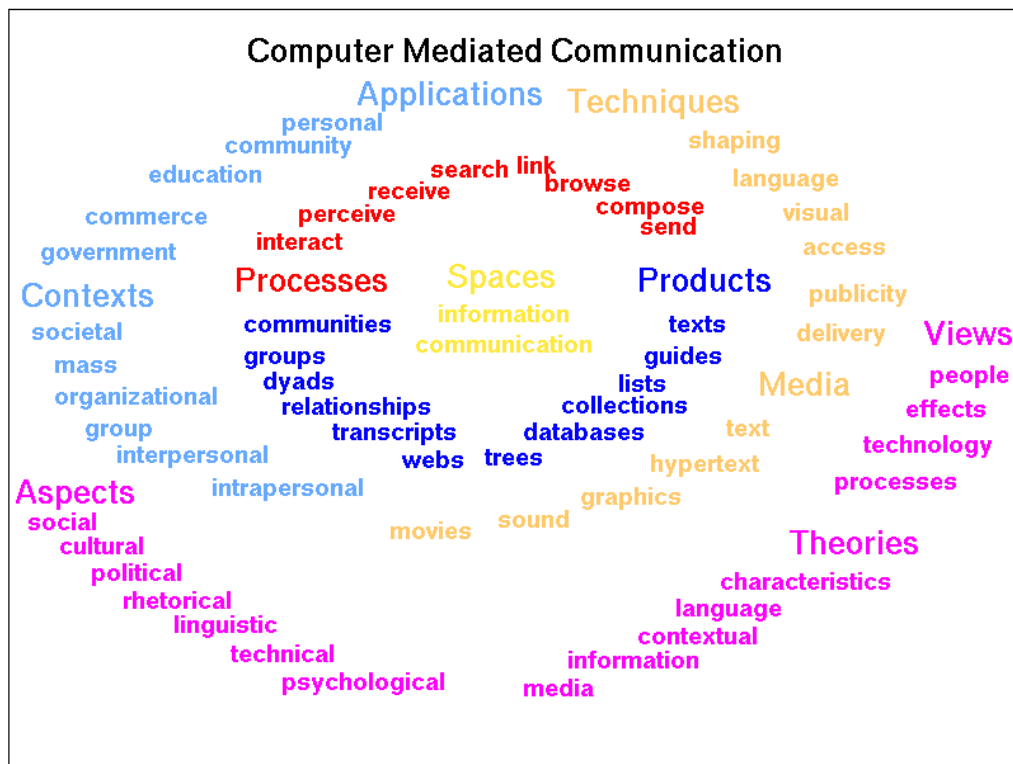 Computer Mediated Communication
Applications
personal
community
education
commerce
government
Contexts
societal
mass
organizational
group
interpersonal
intrapersonal
Techniques
shaping
language
visual
access
publicity
delivery
Media
text
hypertext
graphics
sound
movies
Processes
interact
perceive
receive
search
link
browse
compose
send
Spaces
information
communication
Products
texts
guides
lists
collections
databases
trees
webs
transcripts
relationships
dyads
groups
communities
Views
people
effects
technology
processes
Aspects
social
cultural
political
rhetorical
linguistic
technical
psychological
Theories
characteristics
language
contextual
information
media